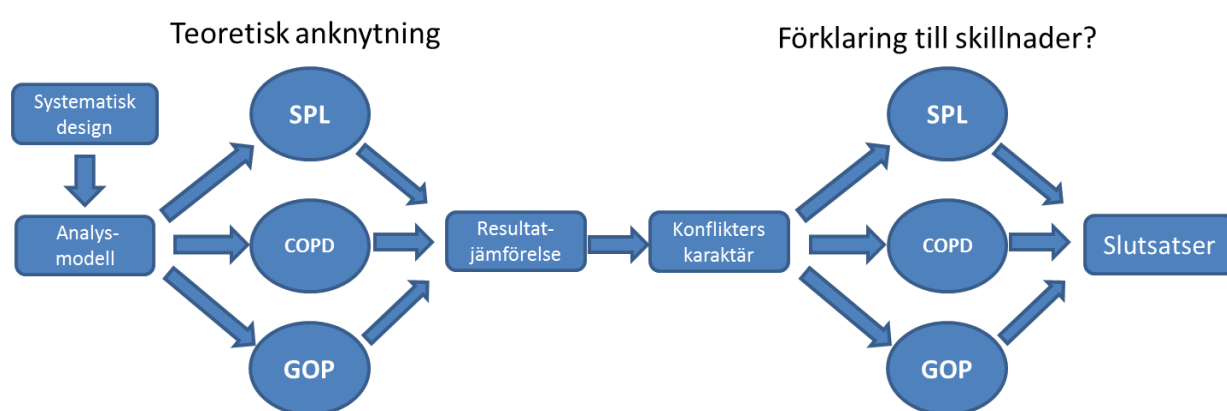 Teoretisk anknytning
Förklaring till skillnader?
Systematisk
design
Analys-
modell
SPL
COPD
GOP
Resultat-
jämförelse
Konflikters
karaktär
SPL
COPD
GOP
Slutsatser